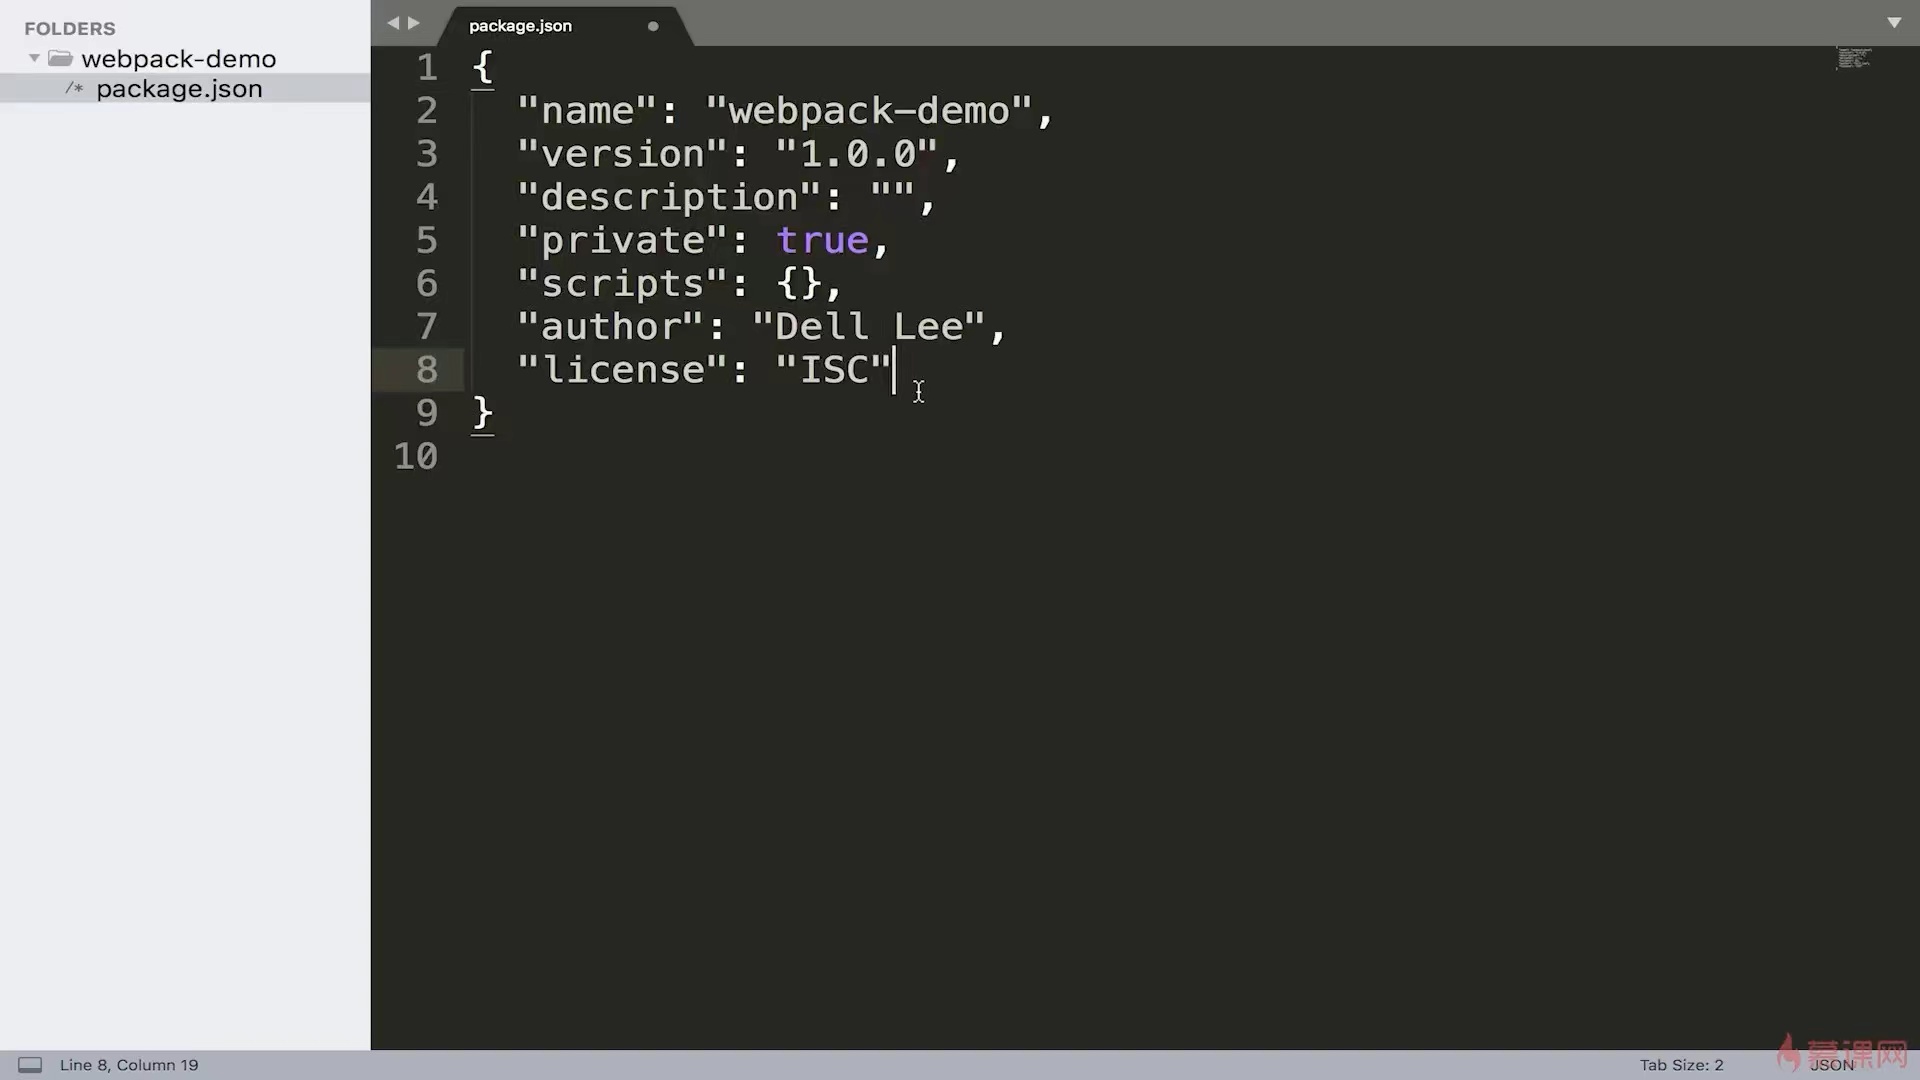 FOLDERS
webpack-demo
/* package.json
package.json
1 {
2 "name": "webpack-demo",
3 "version": "1.0.0",
4 "description": "",
5 "private": true,
6 "scripts": {},
7 "author": "Dell Lee",
8 "license": "ISC"
9 }
10
Line 8, Column 19
Tab Size: 2
JSON
慕课网